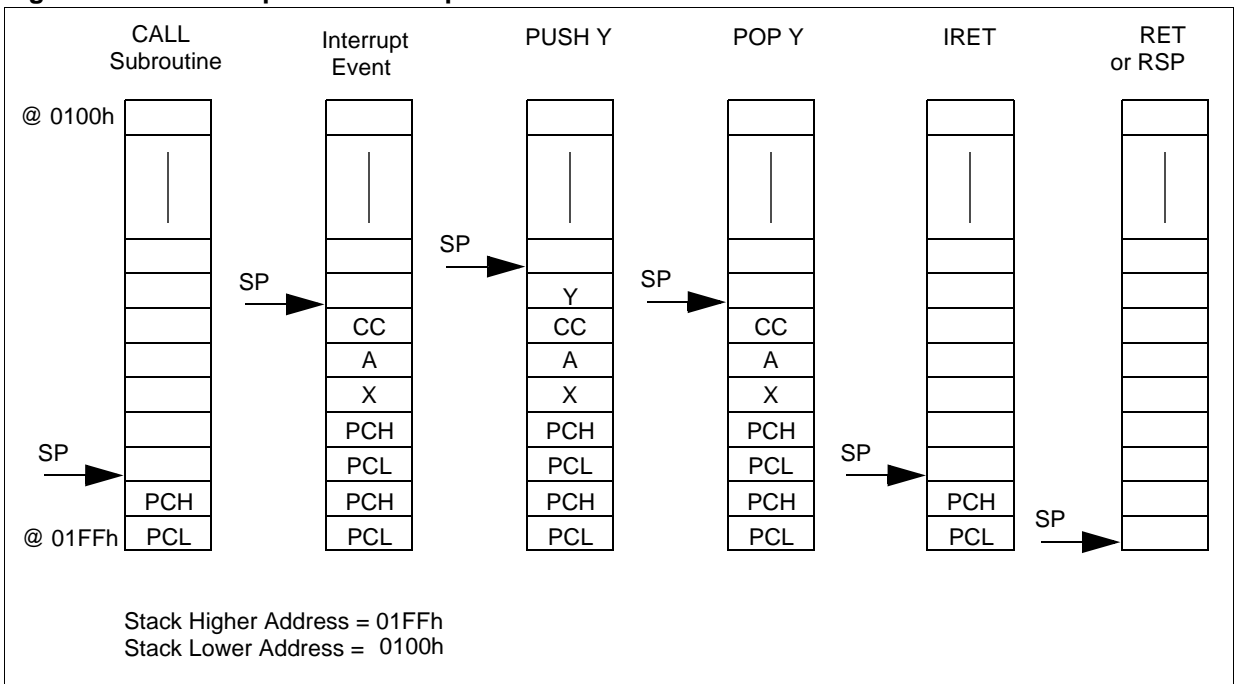 CALL Subroutine
Interrupt Event
PUSH Y
POP Y
IRET
RET or RSP
@ 0100h
SP
SP
SP
Y
CC
CC
CC
A
A
A
X
X
X
PCH
PCH
PCH
SP
SP
PCL
PCL
PCL
PCH
PCH
PCH
PCH
PCH
SP
@ 01FFh
PCL
PCL
PCL
PCL
PCL
Stack Higher Address = 01FFh
Stack Lower Address = 0100h